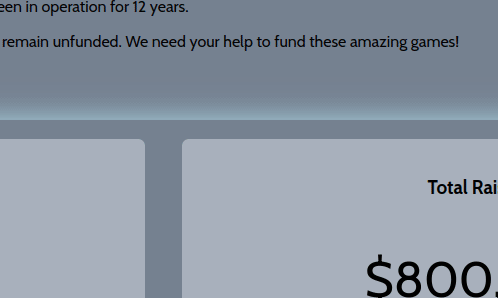 een in operation for 12 years.
remain unfunded. We need your help to fund these amazing games!
Total Rai
$800,